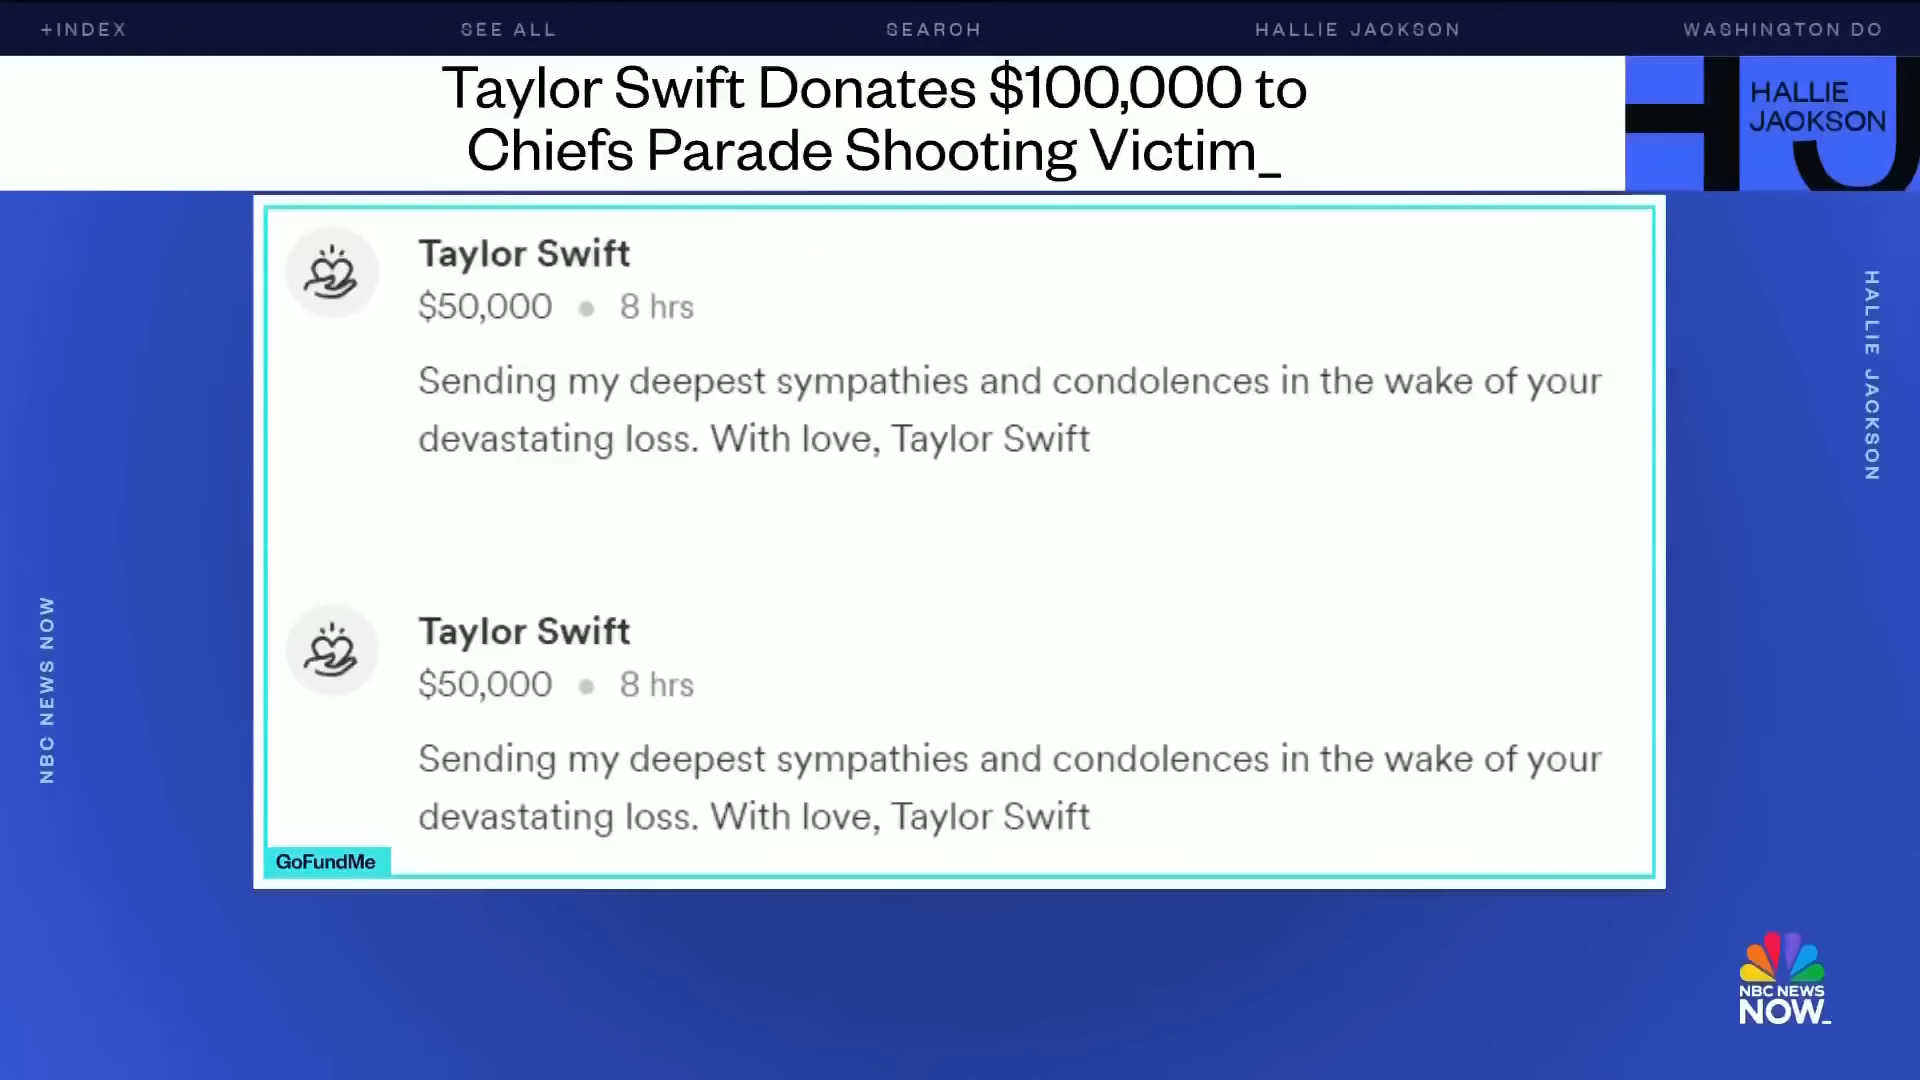 +INDEX
SEE ALL
SEARCH
HALLIE JACKSON
WASHINGTON DC
Taylor Swift Donates $100,000 to
Chiefs Parade Shooting Victim_
HALLIE
JACKSON
Taylor Swift
$50,000 • 8 hrs
Sending my deepest sympathies and condolences in the wake of your
devastating loss. With love, Taylor Swift
Taylor Swift
$50,000 • 8 hrs
Sending my deepest sympathies and condolences in the wake of your
devastating loss. With love, Taylor Swift
GoFundMe
HALLIE JACKSON
NBC NEWS NOW
NBC NEWS
NOW_